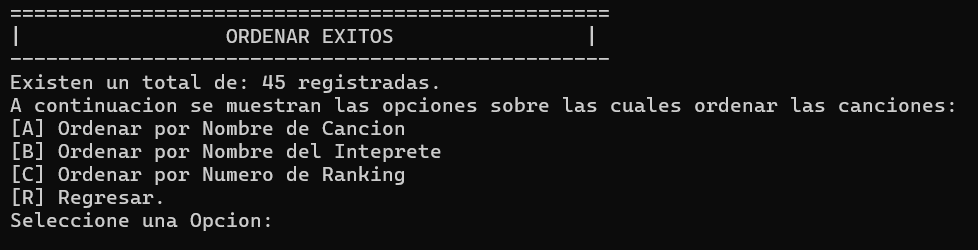 ==================================================
|                 ORDENAR EXITOS                |
--------------------------------------------------
Existen un total de: 45 registradas.
A continuacion se muestran las opciones sobre las cuales ordenar las canciones:
[A] Ordenar por Nombre de Cancion
[B] Ordenar por Nombre del Inteprete
[C] Ordenar por Numero de Ranking
[R] Regresar.
Seleccione una Opcion: